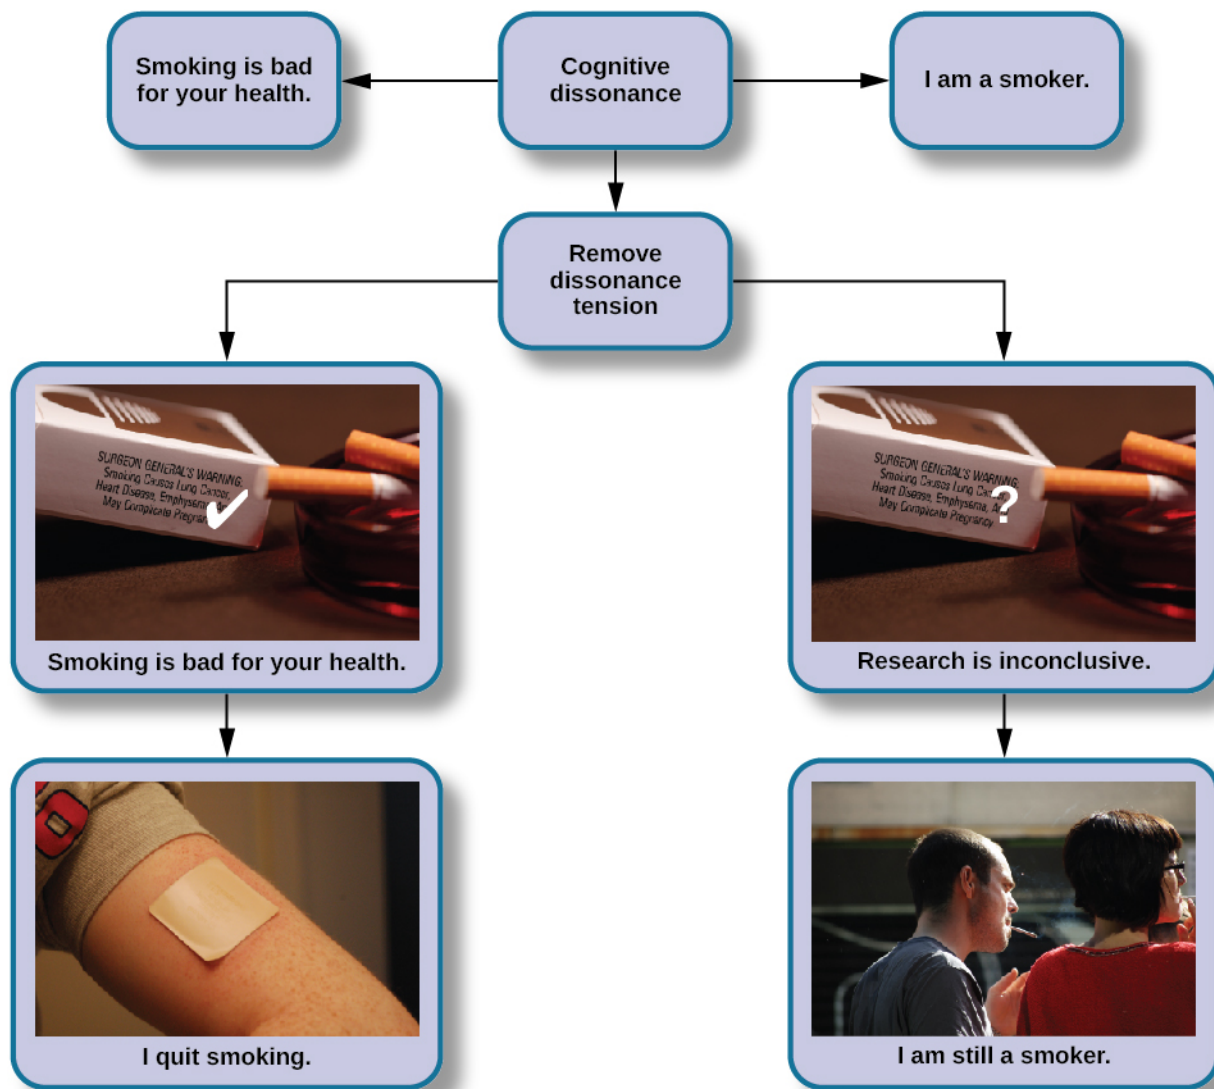 Smoking is bad
for your health.
Cognitive
dissonance
I am a smoker.
Remove
dissonance
tension
SURGEON GENERAL'S WARNING:
Smoking Causes Lung Cancer,
Heart Disease, Emphysema,
May Complicate
Smoking is bad for your health.
SURGEON GENERAL'S WARNING:
Smoking Causes Lung
Heart Disease, Emphysema,
May Complicate Pregnancy
Research is inconclusive.
I quit smoking.
I am still a smoker.